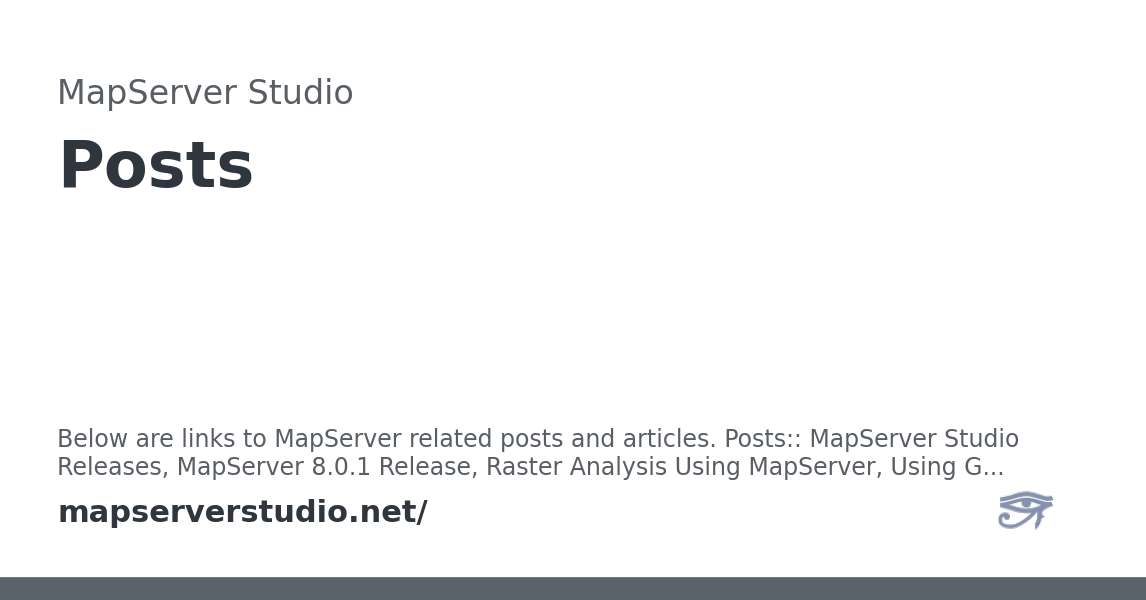 MapServer Studio
Posts
Below are links to MapServer related posts and articles. Posts:: MapServer Studio
Releases, MapServer 8.0.1 Release, Raster Analysis Using MapServer, Using G...
mapserverstudio.net/